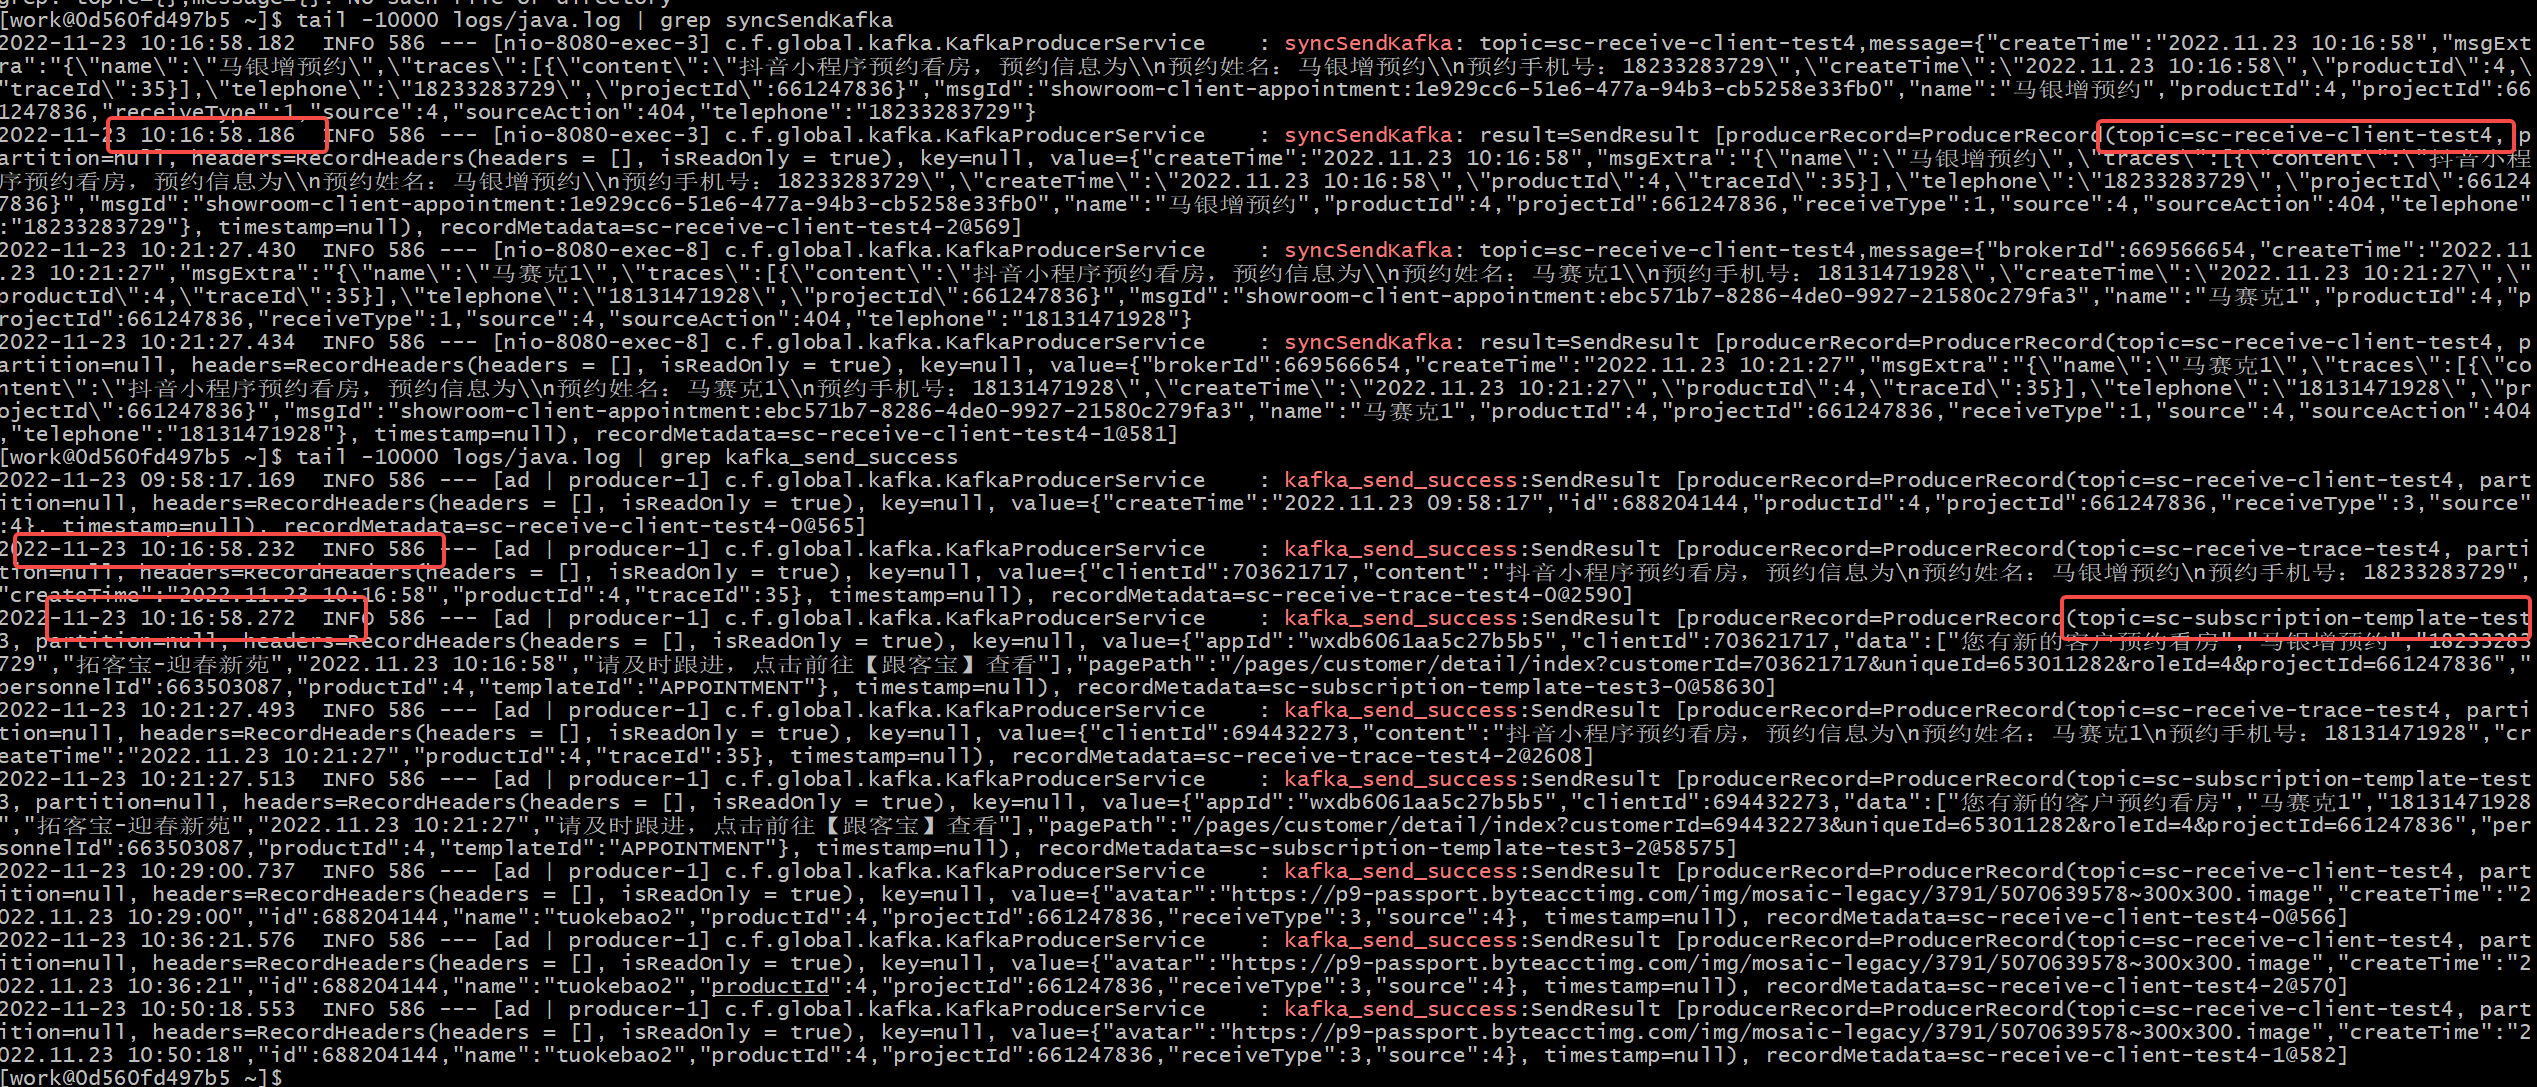 grep: topic={},message={}: No such file or directory
[work@0d560fd497b5 ~]$ tail -10000 logs/java.log | grep syncSendKafka
2022-11-23 10:16:58.182  INFO 586 --- [nio-8080-exec-3] c.f.global.kafka.KafkaProducerService    : syncSendKafka: topic=sc-receive-client-test4,message={"createTime":"2022.11.23 10:16:58","msgExt
ra":"{\"name\":\"马银增预约\",\"traces\":[{\"content\":\"抖音小程序预约看房，预约信息为\\n预约姓名：马银增预约\\n预约手机号：18233283729\",\"createTime\":\"2022.11.23 10:16:58\",\"productId\":4,\
"traceId\":35}],\"telephone\":\"18233283729\",\"projectId\":661247836}","msgId":"showroom-client-appointment:1e929cc6-51e6-477a-94b3-cb5258e33fb0","name":"马银增预约","productId":4,"projectId":66
1247836,"receiveType":1,"source":4,"sourceAction":404,"telephone":"18233283729"}
2022-11-23 10:16:58.186  INFO 586 --- [nio-8080-exec-3] c.f.global.kafka.KafkaProducerService    : syncSendKafka: result=SendResult [producerRecord=ProducerRecord(topic=sc-receive-client-test4, p
artition=null, headers=RecordHeaders(headers = [], isReadOnly = true), key=null, value={"createTime":"2022.11.23 10:16:58","msgExtra":"{\"name\":\"马银增预约\",\"traces\":[{\"content\":\"抖音小程
序预约看房，预约信息为\\n预约姓名：马银增预约\\n预约手机号：18233283729\",\"createTime\":\"2022.11.23 10:16:58\",\"productId\":4,\"traceId\":35}],\"telephone\":\"18233283729\",\"projectId\":66124
7836}","msgId":"showroom-client-appointment:1e929cc6-51e6-477a-94b3-cb5258e33fb0","name":"马银增预约","productId":4,"projectId":661247836,"receiveType":1,"source":4,"sourceAction":404,"telephone"
:"18233283729"}, timestamp=null), recordMetadata=sc-receive-client-test4-2@569]
2022-11-23 10:21:27.430  INFO 586 --- [nio-8080-exec-8] c.f.global.kafka.KafkaProducerService    : syncSendKafka: topic=sc-receive-client-test4,message={"brokerId":669566654,"createTime":"2022.11
.23 10:21:27","msgExtra":"{\"name\":\"马赛克1\",\"traces\":[{\"content\":\"抖音小程序预约看房，预约信息为\\n预约姓名：马赛克1\\n预约手机号：18131471928\",\"createTime\":\"2022.11.23 10:21:27\",\"
productId\":4,\"traceId\":35}],\"telephone\":\"18131471928\",\"projectId\":661247836}","msgId":"showroom-client-appointment:ebc571b7-8286-4de0-9927-21580c279fa3","name":"马赛克1","productId":4,"p
rojectId":661247836,"receiveType":1,"source":4,"sourceAction":404,"telephone":"18131471928"}
2022-11-23 10:21:27.434  INFO 586 --- [nio-8080-exec-8] c.f.global.kafka.KafkaProducerService    : syncSendKafka: result=SendResult [producerRecord=ProducerRecord(topic=sc-receive-client-test4, p
artition=null, headers=RecordHeaders(headers = [], isReadOnly = true), key=null, value={"brokerId":669566654,"createTime":"2022.11.23 10:21:27","msgExtra":"{\"name\":\"马赛克1\",\"traces\":[{\"co
ntent\":\"抖音小程序预约看房，预约信息为\\n预约姓名：马赛克1\\n预约手机号：18131471928\",\"createTime\":\"2022.11.23 10:21:27\",\"productId\":4,\"traceId\":35}],\"telephone\":\"18131471928\",\"pr
ojectId\":661247836}","msgId":"showroom-client-appointment:ebc571b7-8286-4de0-9927-21580c279fa3","name":"马赛克1","productId":4,"projectId":661247836,"receiveType":1,"source":4,"sourceAction":404
,"telephone":"18131471928"}, timestamp=null), recordMetadata=sc-receive-client-test4-1@581]
[work@0d560fd497b5 ~]$ tail -10000 logs/java.log | grep kafka_send_success
2022-11-23 09:58:17.169  INFO 586 --- [ad | producer-1] c.f.global.kafka.KafkaProducerService    : kafka_send_success:SendResult [producerRecord=ProducerRecord(topic=sc-receive-client-test4, part
ition=null, headers=RecordHeaders(headers = [], isReadOnly = true), key=null, value={"createTime":"2022.11.23 09:58:17","id":688204144,"productId":4,"projectId":661247836,"receiveType":3,"source"
:4}, timestamp=null), recordMetadata=sc-receive-client-test4-0@565]
2022-11-23 10:16:58.232  INFO 586 --- [ad | producer-1] c.f.global.kafka.KafkaProducerService    : kafka_send_success:SendResult [producerRecord=ProducerRecord(topic=sc-receive-trace-test4, parti
tion=null, headers=RecordHeaders(headers = [], isReadOnly = true), key=null, value={"clientId":703621717,"content":"抖音小程序预约看房，预约信息为\n预约姓名：马银增预约\n预约手机号：18233283729",
"createTime":"2022.11.23 10:16:58","productId":4,"traceId":35}, timestamp=null), recordMetadata=sc-receive-trace-test4-0@2590]
2022-11-23 10:16:58.272  INFO 586 --- [ad | producer-1] c.f.global.kafka.KafkaProducerService    : kafka_send_success:SendResult [producerRecord=ProducerRecord(topic=sc-subscription-template-test
3, partition=null, headers=RecordHeaders(headers = [], isReadOnly = true), key=null, value={"appId":"wxdb6061aa5c27b5b5","clientId":703621717,"data":["您有新的客户预约看房","马银增预约","18233283
729","拓客宝-迎春新苑","2022.11.23 10:16:58","请及时跟进，点击前往【跟客宝】查看"],"pagePath":"/pages/customer/detail/index?customerId=703621717&uniqueId=653011282&roleId=4&projectId=661247836","
personnelId":663503087,"productId":4,"templateId":"APPOINTMENT"}, timestamp=null), recordMetadata=sc-subscription-template-test3-0@58630]
2022-11-23 10:21:27.493  INFO 586 --- [ad | producer-1] c.f.global.kafka.KafkaProducerService    : kafka_send_success:SendResult [producerRecord=ProducerRecord(topic=sc-receive-trace-test4, parti
tion=null, headers=RecordHeaders(headers = [], isReadOnly = true), key=null, value={"clientId":694432273,"content":"抖音小程序预约看房，预约信息为\n预约姓名：马赛克1\n预约手机号：18131471928","cr
eateTime":"2022.11.23 10:21:27","productId":4,"traceId":35}, timestamp=null), recordMetadata=sc-receive-trace-test4-2@2608]
2022-11-23 10:21:27.513  INFO 586 --- [ad | producer-1] c.f.global.kafka.KafkaProducerService    : kafka_send_success:SendResult [producerRecord=ProducerRecord(topic=sc-subscription-template-test
3, partition=null, headers=RecordHeaders(headers = [], isReadOnly = true), key=null, value={"appId":"wxdb6061aa5c27b5b5","clientId":694432273,"data":["您有新的客户预约看房","马赛克1","18131471928
","拓客宝-迎春新苑","2022.11.23 10:21:27","请及时跟进，点击前往【跟客宝】查看"],"pagePath":"/pages/customer/detail/index?customerId=694432273&uniqueId=653011282&roleId=4&projectId=661247836","per
sonnelId":663503087,"productId":4,"templateId":"APPOINTMENT"}, timestamp=null), recordMetadata=sc-subscription-template-test3-2@58575]
2022-11-23 10:29:00.737  INFO 586 --- [ad | producer-1] c.f.global.kafka.KafkaProducerService    : kafka_send_success:SendResult [producerRecord=ProducerRecord(topic=sc-receive-client-test4, part
ition=null, headers=RecordHeaders(headers = [], isReadOnly = true), key=null, value={"avatar":"https://p9-passport.byteacctimg.com/img/mosaic-legacy/3791/5070639578~300x300.image","createTime":"2
022.11.23 10:29:00","id":688204144,"name":"tuokebao2","productId":4,"projectId":661247836,"receiveType":3,"source":4}, timestamp=null), recordMetadata=sc-receive-client-test4-0@566]
2022-11-23 10:36:21.576  INFO 586 --- [ad | producer-1] c.f.global.kafka.KafkaProducerService    : kafka_send_success:SendResult [producerRecord=ProducerRecord(topic=sc-receive-client-test4, part
ition=null, headers=RecordHeaders(headers = [], isReadOnly = true), key=null, value={"avatar":"https://p9-passport.byteacctimg.com/img/mosaic-legacy/3791/5070639578~300x300.image","createTime":"2
022.11.23 10:36:21","id":688204144,"name":"tuokebao2","productId":4,"projectId":661247836,"receiveType":3,"source":4}, timestamp=null), recordMetadata=sc-receive-client-test4-2@570]
2022-11-23 10:50:18.553  INFO 586 --- [ad | producer-1] c.f.global.kafka.KafkaProducerService    : kafka_send_success:SendResult [producerRecord=ProducerRecord(topic=sc-receive-client-test4, part
ition=null, headers=RecordHeaders(headers = [], isReadOnly = true), key=null, value={"avatar":"https://p9-passport.byteacctimg.com/img/mosaic-legacy/3791/5070639578~300x300.image","createTime":"2
022.11.23 10:50:18","id":688204144,"name":"tuokebao2","productId":4,"projectId":661247836,"receiveType":3,"source":4}, timestamp=null), recordMetadata=sc-receive-client-test4-1@582]
[work@0d560fd497b5 ~]$